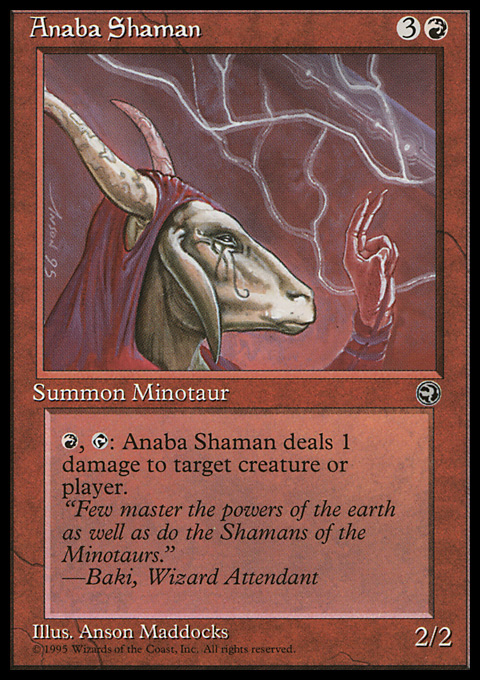 Anaba Shaman 3
ANSON 95
Summon Minotaur
, : Anaba Shaman deals 1
damage to target creature or
player.
“Few master the powers of the earth
as well as do the Shamans of the
Minotaurs.”
—Baki, Wizard Attendant
Illus. Anson Maddocks
2/2
©1995 Wizards of the Coast, Inc. All rights reserved.